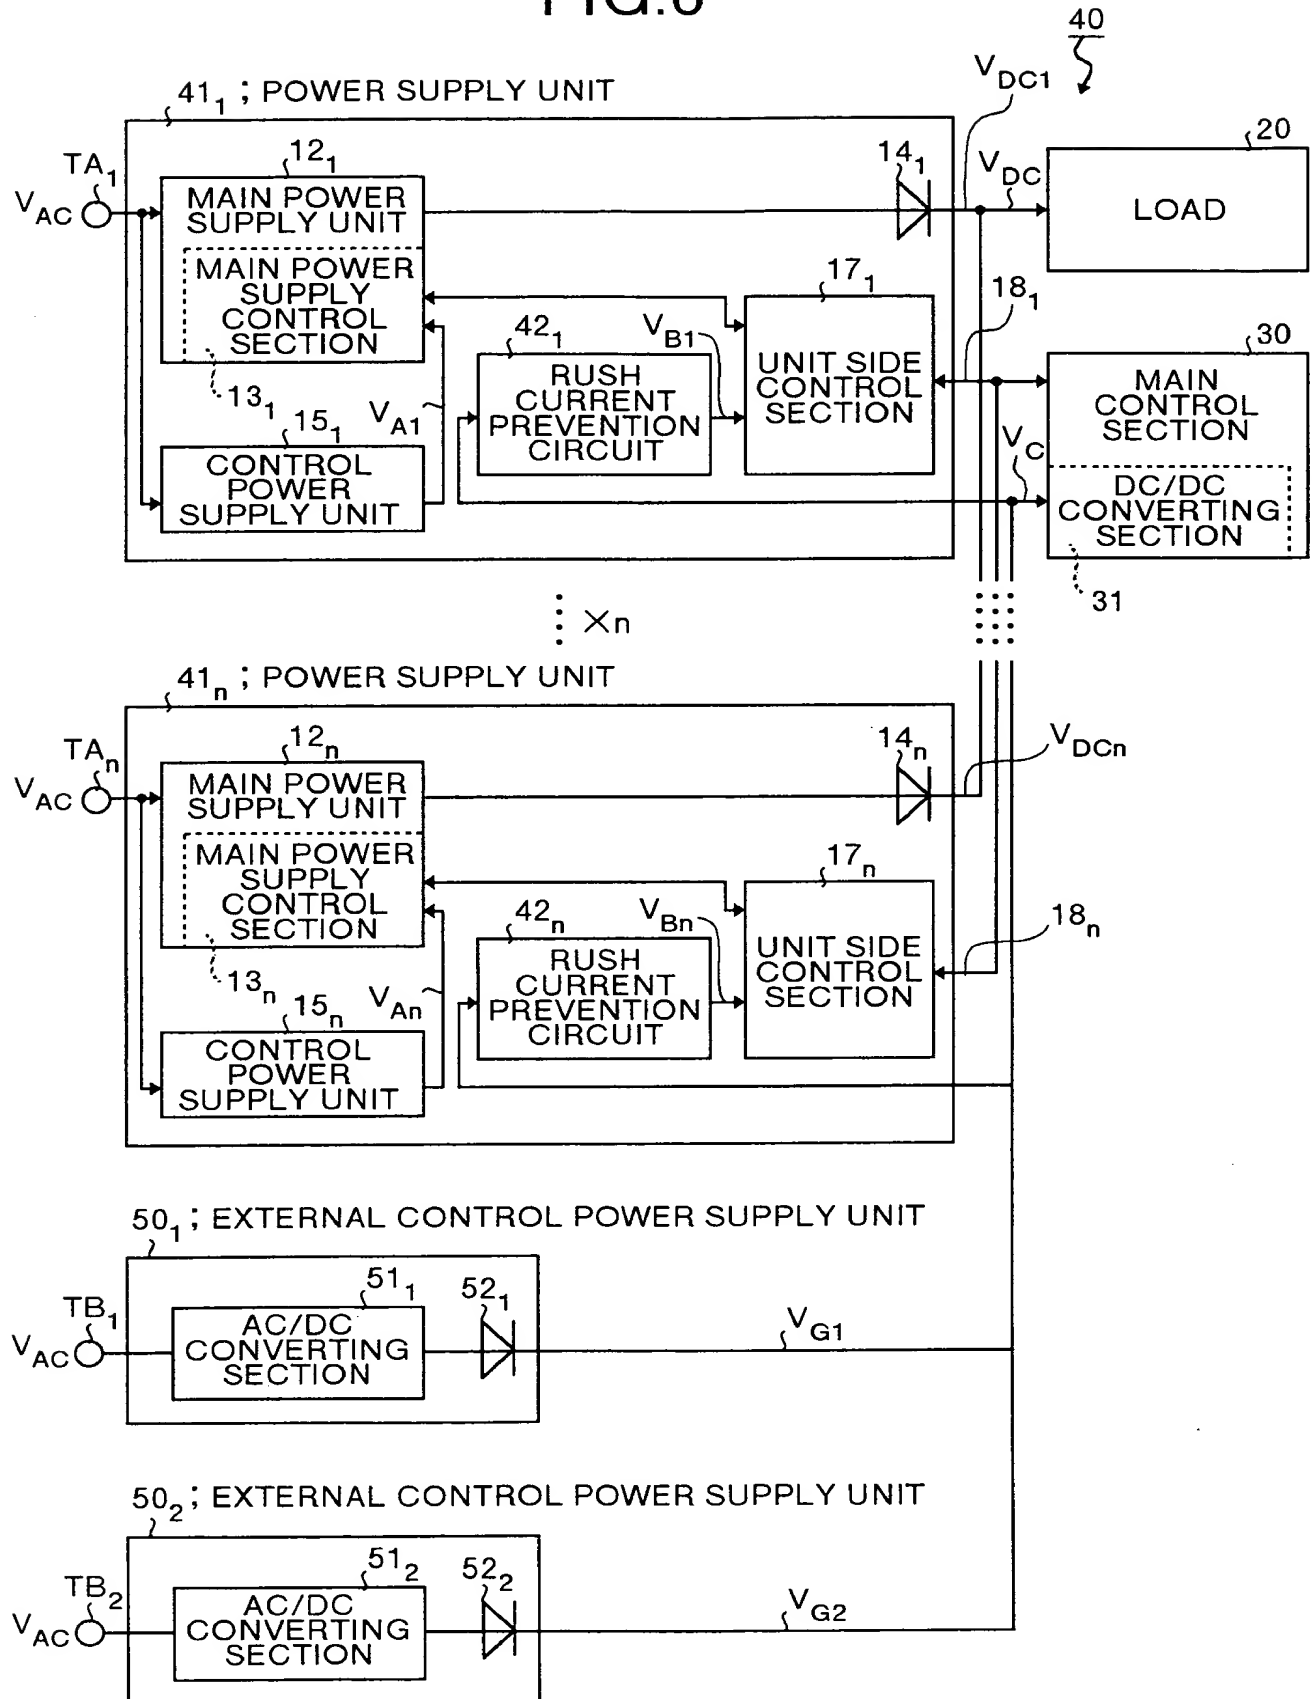 40
41₁ ; POWER SUPPLY UNIT
V_DC1
TA₁
V_AC
12₁
MAIN POWER
SUPPLY UNIT
MAIN POWER
SUPPLY
CONTROL
SECTION
13₁
14₁
V_DC
20
LOAD
17₁
UNIT SIDE
CONTROL
SECTION
18₁
42₁
RUSH
CURRENT
PREVENTION
CIRCUIT
V_B1
V_A1
15₁
CONTROL
POWER
SUPPLY UNIT
30
MAIN
CONTROL
SECTION
V_C
DC/DC
CONVERTING
SECTION
31
×n
41ₙ ; POWER SUPPLY UNIT
TAₙ
V_AC
12ₙ
MAIN POWER
SUPPLY UNIT
MAIN POWER
SUPPLY
CONTROL
SECTION
13ₙ
14ₙ
V_DCn
17ₙ
UNIT SIDE
CONTROL
SECTION
18ₙ
42ₙ
RUSH
CURRENT
PREVENTION
CIRCUIT
V_Bn
V_An
15ₙ
CONTROL
POWER
SUPPLY UNIT
50₁ ; EXTERNAL CONTROL POWER SUPPLY UNIT
TB₁
V_AC
51₁
AC/DC
CONVERTING
SECTION
52₁
V_G1
50₂ ; EXTERNAL CONTROL POWER SUPPLY UNIT
TB₂
V_AC
51₂
AC/DC
CONVERTING
SECTION
52₂
V_G2